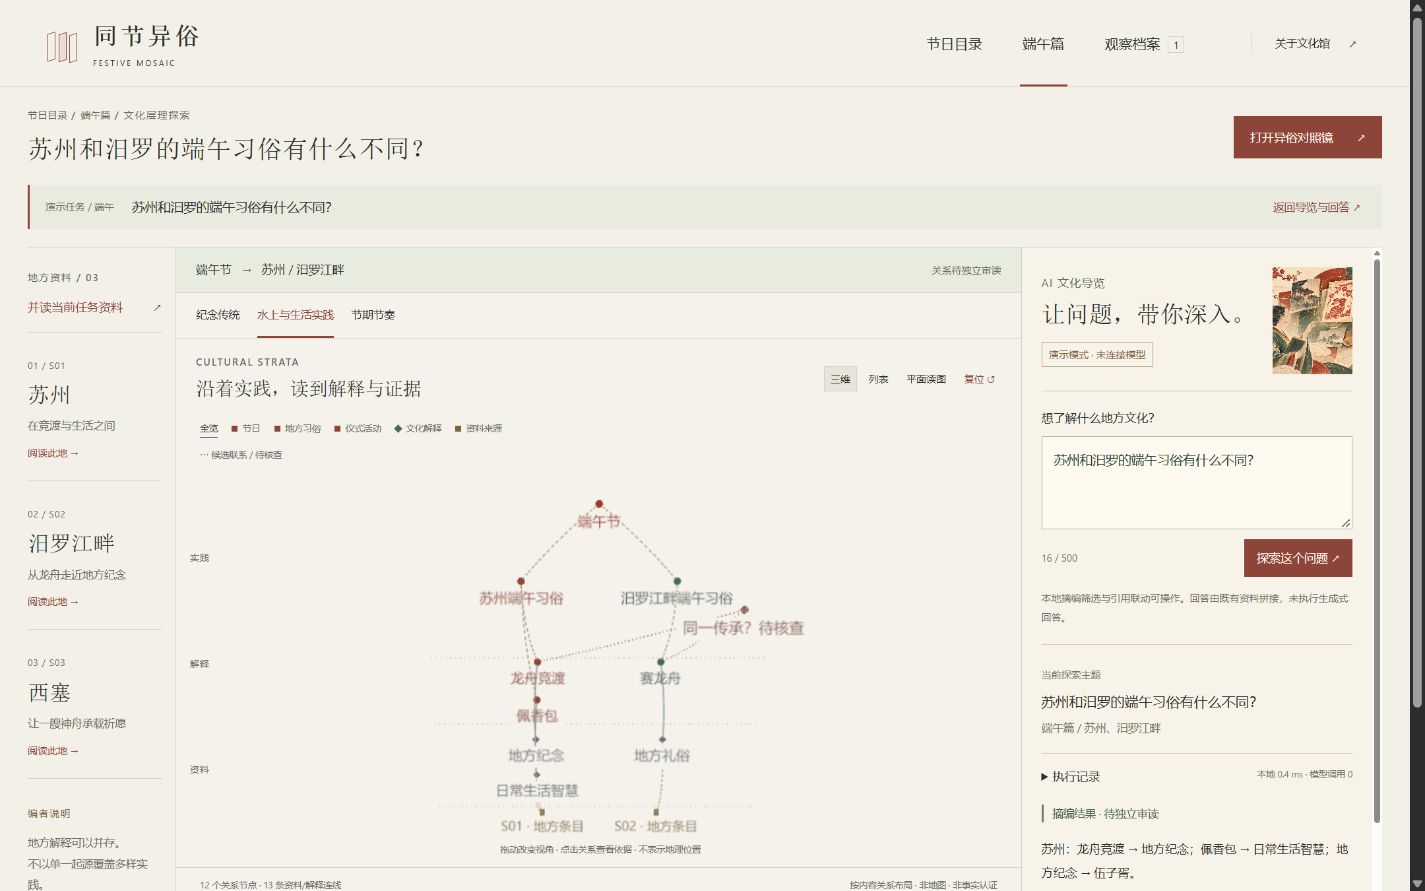 同节异俗
FESTIVE MOSAIC
节日目录
端午篇
观察档案 1
关于文化馆 ↗
节日目录 / 端午篇 / 文化层理探索
苏州和汨罗的端午习俗有什么不同？
打开异俗对照镜 ↗
演示任务 / 端午 苏州和汨罗的端午习俗有什么不同？
返回导览与回答 ↗
地方资料 / 03
并读当前任务资料 ↗
01 / S01
苏州
在竞渡与生活之间
阅读此地 →
02 / S02
汨罗江畔
从龙舟走近地方纪念
阅读此地 →
03 / S03
西塞
让一艘神舟承载祈愿
阅读此地 →
编者说明
地方解释可以并存。
不以单一起源覆盖多样实
践。
端午节 → 苏州 / 汨罗江畔
关系待独立审读
纪念传统 水上与生活实践 节期节奏
CULTURAL STRATA
沿着实践，读到解释与证据
三维 列表 平面读图 复位 ↺
全览 节日 地方习俗 仪式活动 文化解释 资料来源
··· 候选联系 / 待核查
端午节
实践
苏州端午习俗 汨罗江畔端午习俗
同一传承？待核查
解释
龙舟竞渡 赛龙舟
佩香包
地方纪念 地方礼俗
资料
日常生活智慧
S01 · 地方条目 S02 · 地方条目
拖动改变视角 · 点击关系查看依据 · 不表示地理位置
12 个关系节点 · 13 条资料/解释连线
按内容关系布局 · 非地图 · 非事实认证
AI 文化导览
让问题，带你深入。
演示模式 · 未连接模型
想了解什么地方文化？
苏州和汨罗的端午习俗有什么不同？
16 / 500
探索这个问题 ↗
本地摘编筛选与引用联动可操作。回答由既有资料拼接，未执行生成式
回答。
当前探索主题
苏州和汨罗的端午习俗有什么不同？
端午篇 / 苏州、汨罗江畔
▶ 执行记录
本地 0.4 ms · 模型调用 0
摘编结果 · 待独立审读
苏州：龙舟竞渡 → 地方纪念；佩香包 → 日常生活智慧；地
方纪念 → 伍子胥。